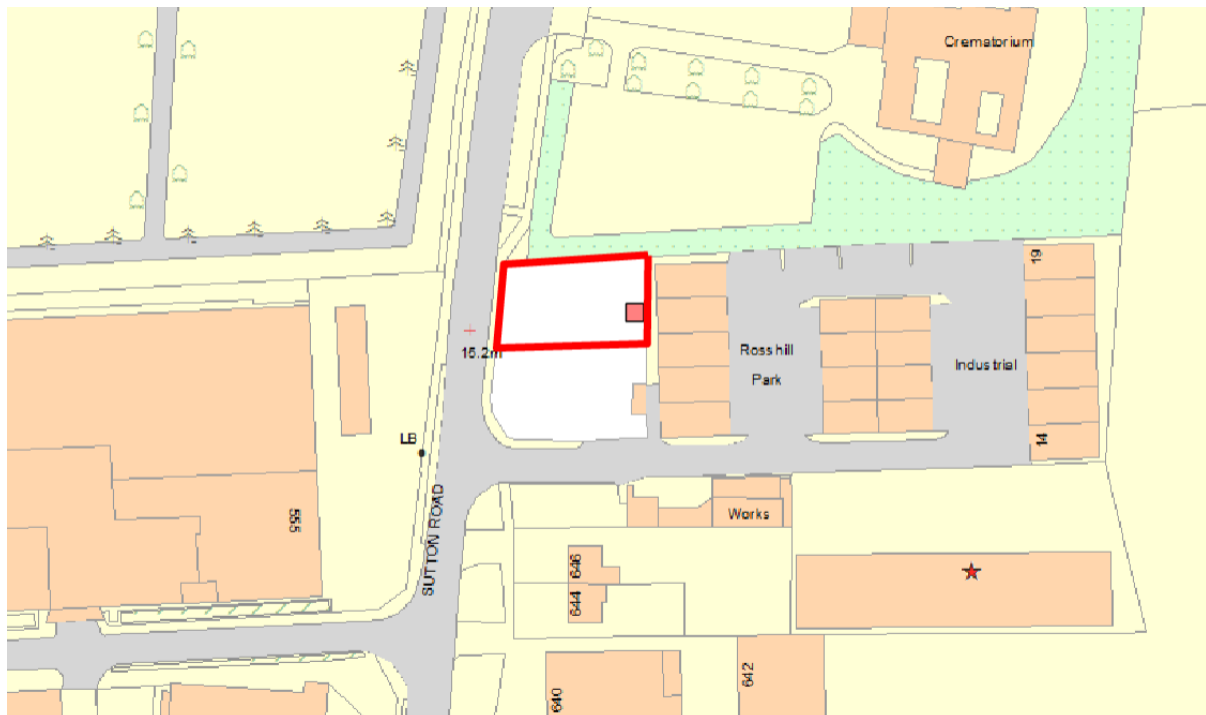 Crematorium
19
16.2m
Ross hill
Park
Industrial
LB
14
SUTTON ROAD
555
Works
646
644
642
640